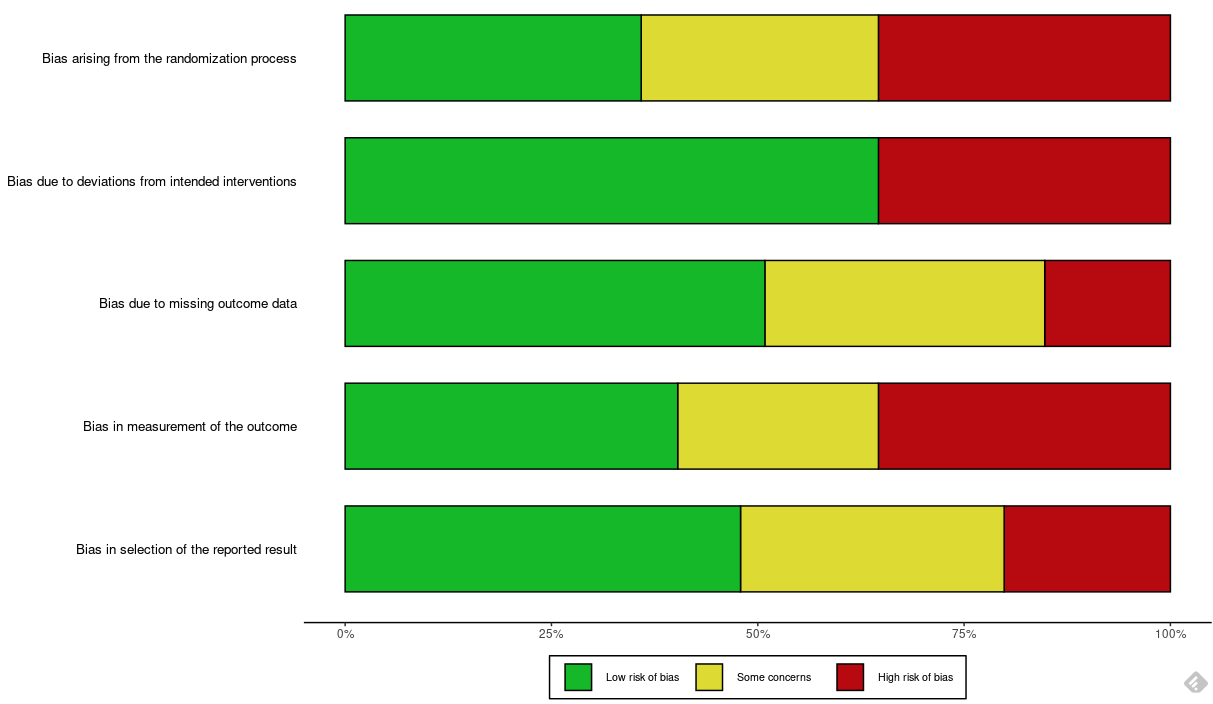 Bias arising from the randomization process
Bias due to deviations from intended interventions
Bias due to missing outcome data
Bias in measurement of the outcome
Bias in selection of the reported result
0% 25% 50% 75% 100%
Low risk of bias Some concerns High risk of bias